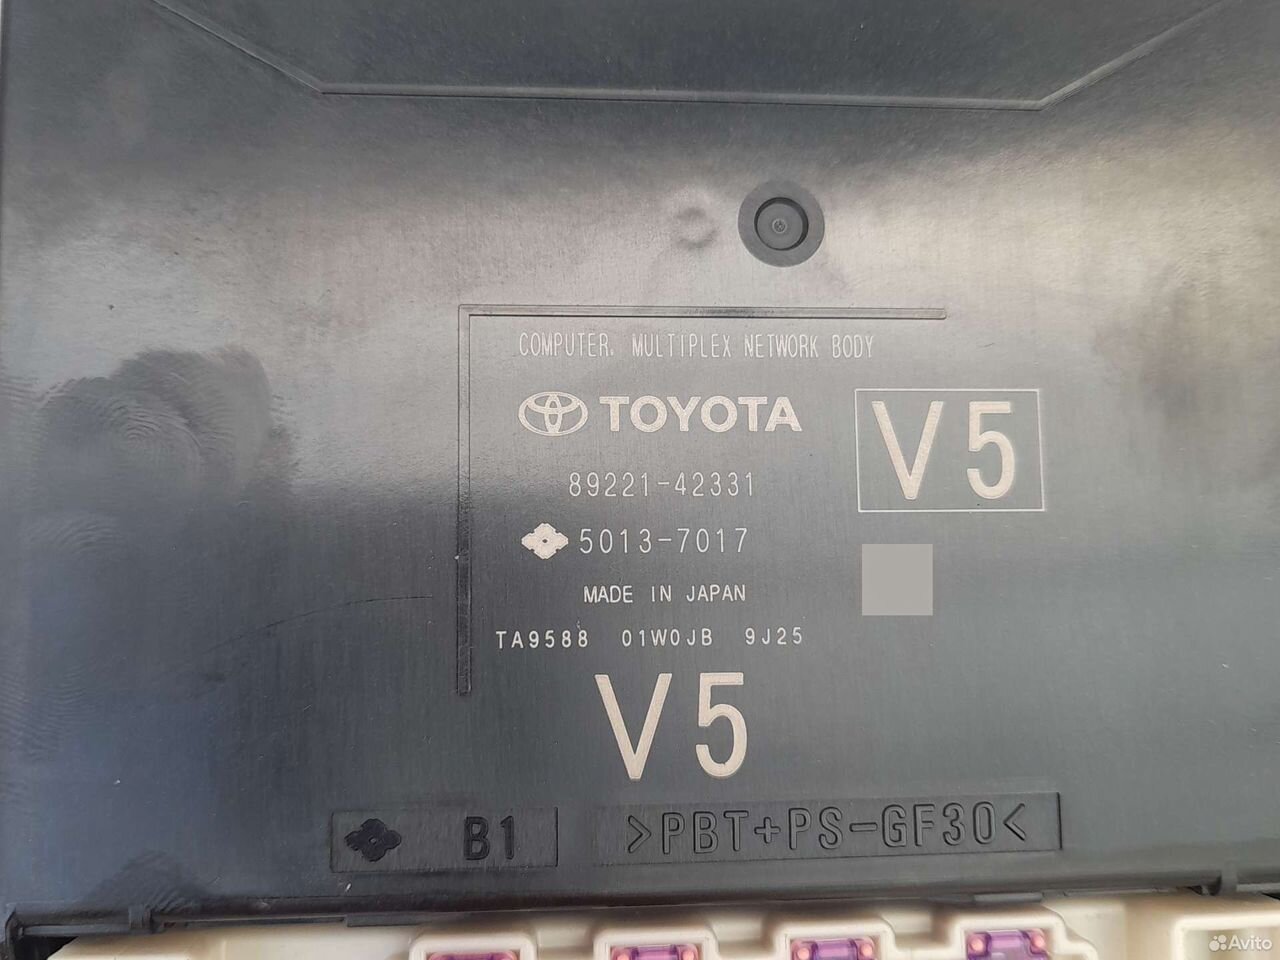 COMPUTER, MULTIPLEX NETWORK BODY
TOYOTA
V5
89221-42331
5013-7017
MADE IN JAPAN
TA9588 01W0JB 9J25
V5
B1
>PBT+PS-GF30<
Avito